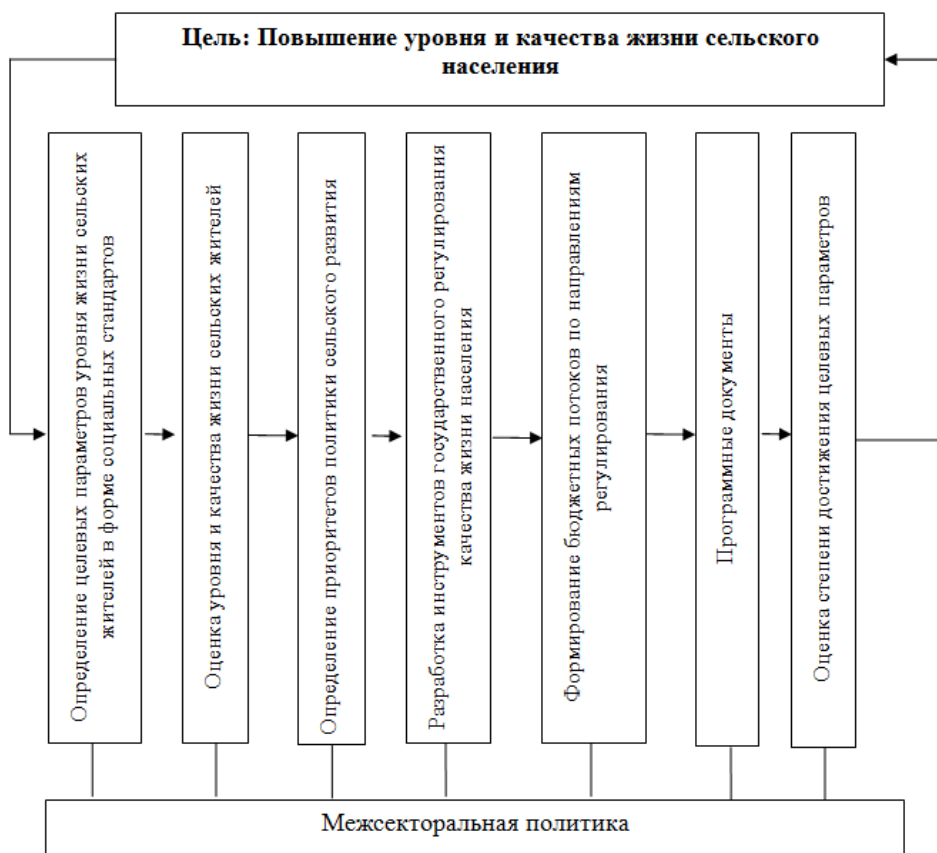 Цель: Повышение уровня и качества жизни сельского
населения
Определение целевых параметров уровня жизни сельских
жителей в форме социальных стандартов
Оценка уровня и качества жизни сельских жителей
Определение приоритетов политики сельского развития
Разработка инструментов государственного регулирования
качества жизни населения
Формирование бюджетных потоков по направлениям
регулирования
Программные документы
Оценка степени достижения целевых параметров
Межсекторальная политика